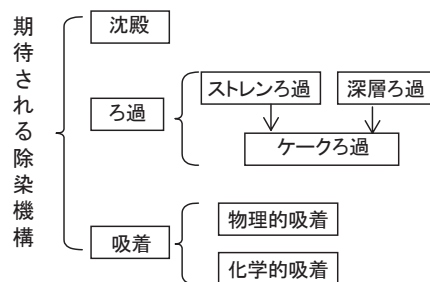 期待される除染機構
沈殿
ろ過
ストレンろ過
深層ろ過
ケークろ過
吸着
物理的吸着
化学的吸着